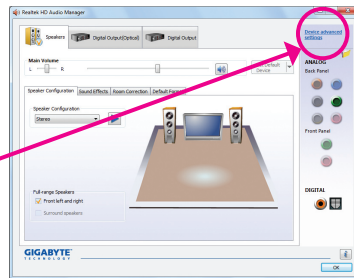 Realtek HD Audio Manager
Speakers
Digital Output(Optical)
Digital Output
Device advanced
settings
Main Volume
L
R
Default
Device
ANALOG
Back Panel
Speaker Configuration
Sound Effects
Room Correction
Default Format
Speaker Configuration
Stereo
Front Panel
Full-range Speakers
Front left and right
Surround speakers
DIGITAL
GIGABYTE
TECHNOLOGY
OK